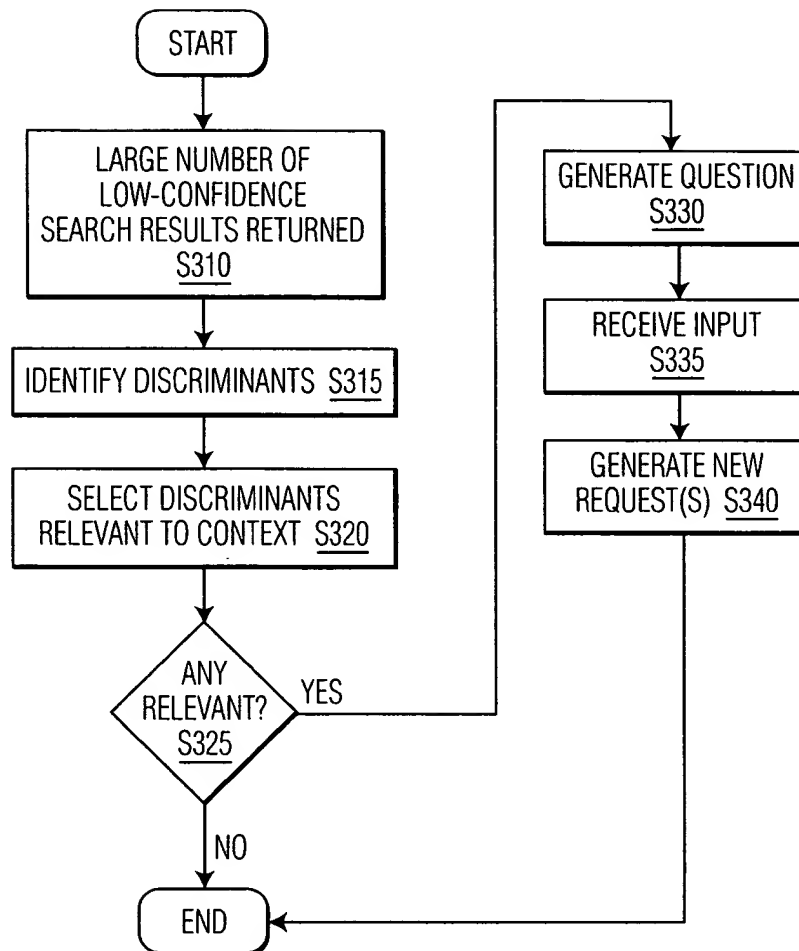 START
LARGE NUMBER OF
LOW-CONFIDENCE
SEARCH RESULTS RETURNED
S310
IDENTIFY DISCRIMINANTS S315
SELECT DISCRIMINANTS
RELEVANT TO CONTEXT S320
ANY
RELEVANT?
S325
YES
NO
END
GENERATE QUESTION
S330
RECEIVE INPUT
S335
GENERATE NEW
REQUEST(S) S340